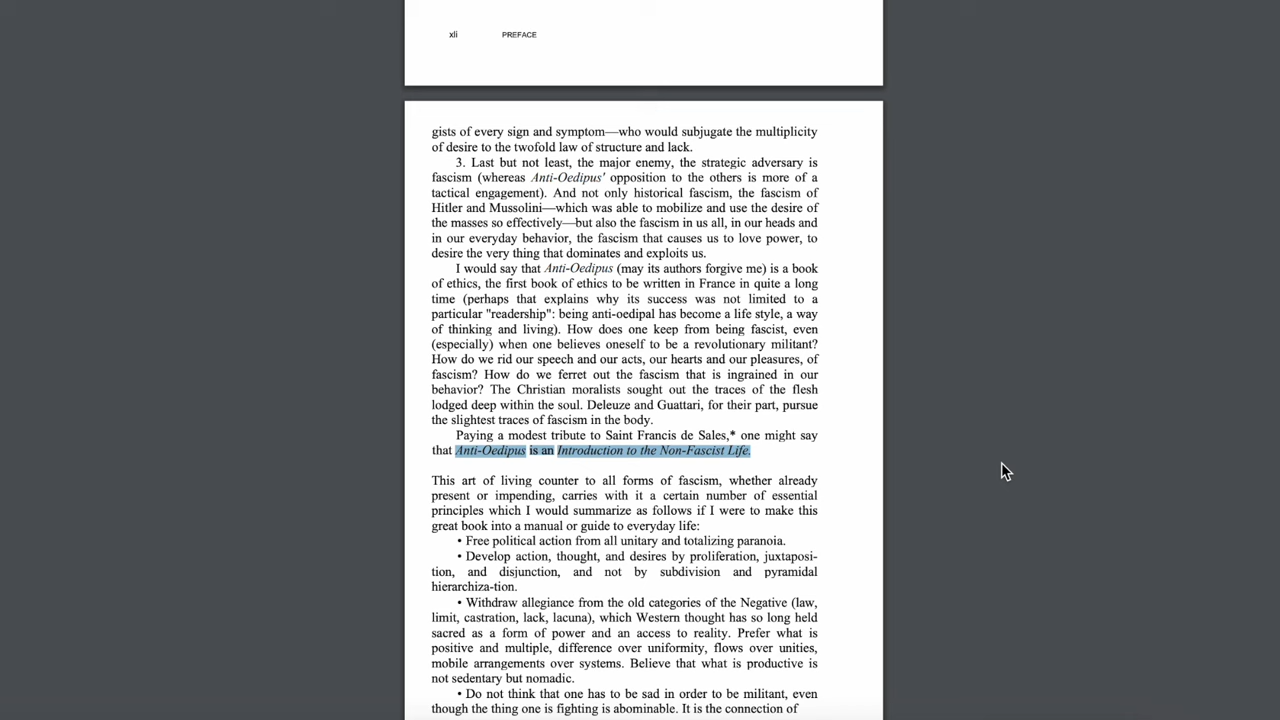 xli PREFACE
gists of every sign and symptom—who would subjugate the multiplicity
of desire to the twofold law of structure and lack.
3. Last but not least, the major enemy, the strategic adversary is
fascism (whereas Anti-Oedipus' opposition to the others is more of a
tactical engagement). And not only historical fascism, the fascism of
Hitler and Mussolini—which was able to mobilize and use the desire of
the masses so effectively—but also the fascism in us all, in our heads and
in our everyday behavior, the fascism that causes us to love power, to
desire the very thing that dominates and exploits us.
I would say that Anti-Oedipus (may its authors forgive me) is a book
of ethics, the first book of ethics to be written in France in quite a long
time (perhaps that explains why its success was not limited to a
particular "readership": being anti-oedipal has become a life style, a way
of thinking and living). How does one keep from being fascist, even
(especially) when one believes oneself to be a revolutionary militant?
How do we rid our speech and our acts, our hearts and our pleasures, of
fascism? How do we ferret out the fascism that is ingrained in our
behavior? The Christian moralists sought out the traces of the flesh
lodged deep within the soul. Deleuze and Guattari, for their part, pursue
the slightest traces of fascism in the body.
Paying a modest tribute to Saint Francis de Sales,* one might say
that Anti-Oedipus is an Introduction to the Non-Fascist Life.
This art of living counter to all forms of fascism, whether already
present or impending, carries with it a certain number of essential
principles which I would summarize as follows if I were to make this
great book into a manual or guide to everyday life:
• Free political action from all unitary and totalizing paranoia.
• Develop action, thought, and desires by proliferation, juxtaposi-
tion, and disjunction, and not by subdivision and pyramidal
hierarchiza-tion.
• Withdraw allegiance from the old categories of the Negative (law,
limit, castration, lack, lacuna), which Western thought has so long held
sacred as a form of power and an access to reality. Prefer what is
positive and multiple, difference over uniformity, flows over unities,
mobile arrangements over systems. Believe that what is productive is
not sedentary but nomadic.
• Do not think that one has to be sad in order to be militant, even
though the thing one is fighting is abominable. It is the connection of